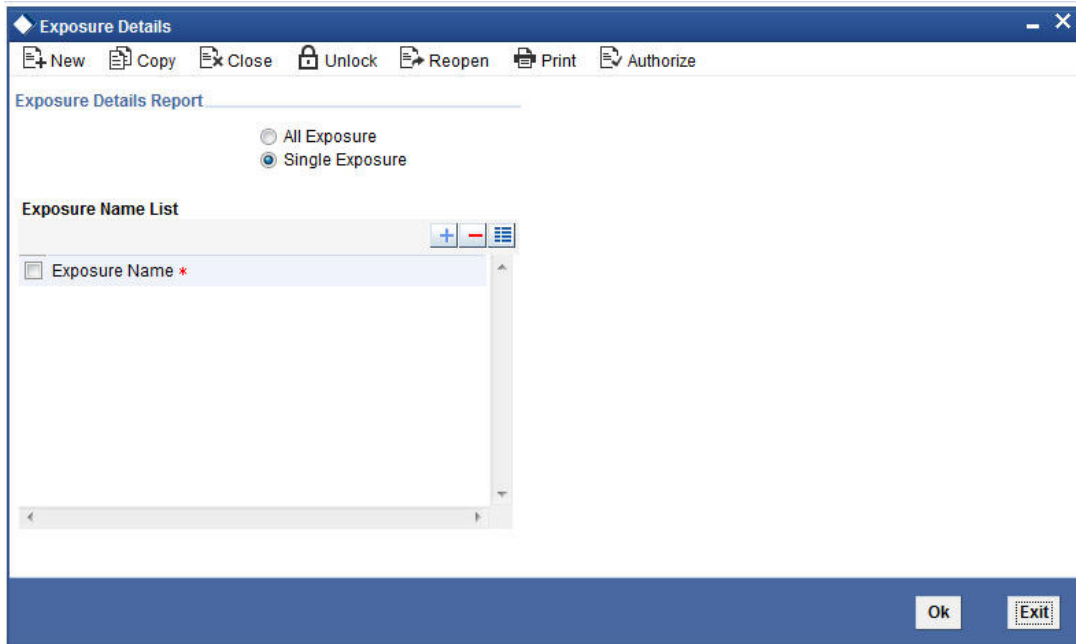 Exposure Details
New Copy Close Unlock Reopen Print Authorize
Exposure Details Report
All Exposure
Single Exposure
Exposure Name List
Exposure Name *
Ok Exit